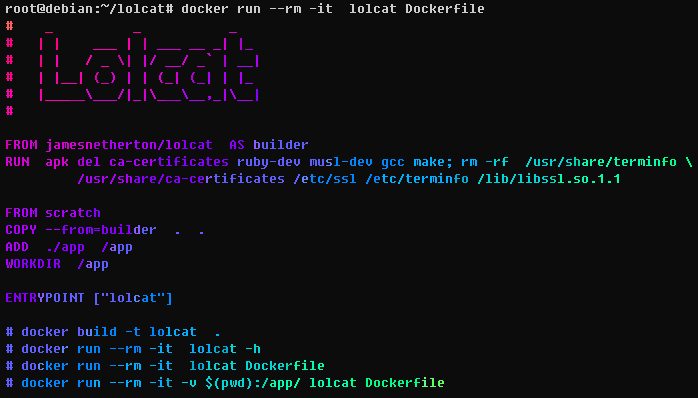 root@debian:~/lolcat# docker run --rm -it  lolcat Dockerfile
#    _          _           _
#   | |    ___ | | ___ __ _| |_
#   | |   / _ \| |/ __/ _` | __|
#   | |__| (_) | | (_| (_| | |_
#   |_____\___/|_|\___\__,_|\__|
#
FROM jamesnetherton/lolcat  AS builder
RUN  apk del ca-certificates ruby-dev musl-dev gcc make; rm -rf  /usr/share/terminfo \
         /usr/share/ca-certificates /etc/ssl /etc/terminfo /lib/libssl.so.1.1
FROM scratch
COPY --from=builder  .  .
ADD  ./app  /app
WORKDIR  /app
ENTRYPOINT ["lolcat"]
# docker build -t lolcat  .
# docker run --rm -it  lolcat -h
# docker run --rm -it  lolcat Dockerfile
# docker run --rm -it -v $(pwd):/app/ lolcat Dockerfile